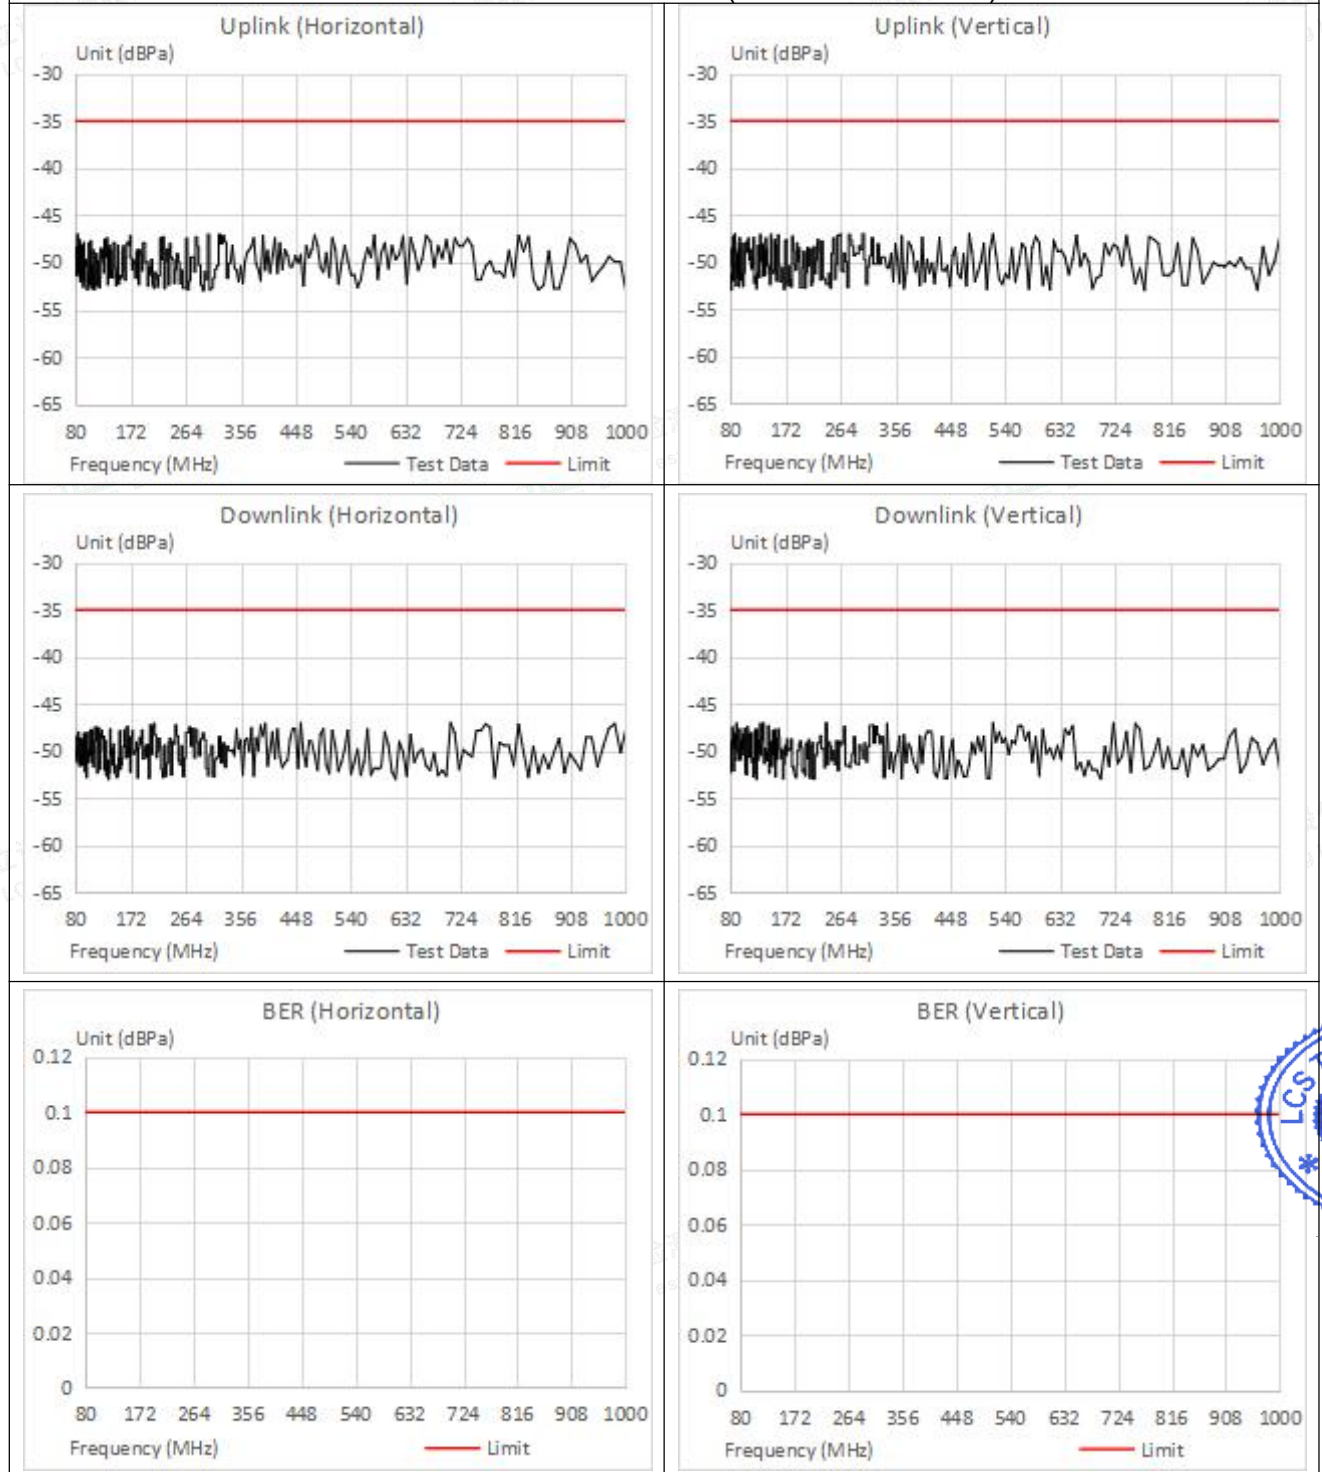 Uplink (Horizontal)
Unit (dBPa)
-30
-35
-40
-45
-50
-55
-60
-65
80 172 264 356 448 540 632 724 816 908 1000
Frequency (MHz) Test Data Limit
Uplink (Vertical)
Unit (dBPa)
-30
-35
-40
-45
-50
-55
-60
-65
80 172 264 356 448 540 632 724 816 908 1000
Frequency (MHz) Test Data Limit
Downlink (Horizontal)
Unit (dBPa)
-30
-35
-40
-45
-50
-55
-60
-65
80 172 264 356 448 540 632 724 816 908 1000
Frequency (MHz) Test Data Limit
Downlink (Vertical)
Unit (dBPa)
-30
-35
-40
-45
-50
-55
-60
-65
80 172 264 356 448 540 632 724 816 908 1000
Frequency (MHz) Test Data Limit
BER (Horizontal)
Unit (dBPa)
0.12
0.1
0.08
0.06
0.04
0.02
0
80 172 264 356 448 540 632 724 816 908 1000
Frequency (MHz) Limit
BER (Vertical)
Unit (dBPa)
0.12
0.1
0.08
0.06
0.04
0.02
0
80 172 264 356 448 540 632 724 816 908 1000
Frequency (MHz) Limit
LCS